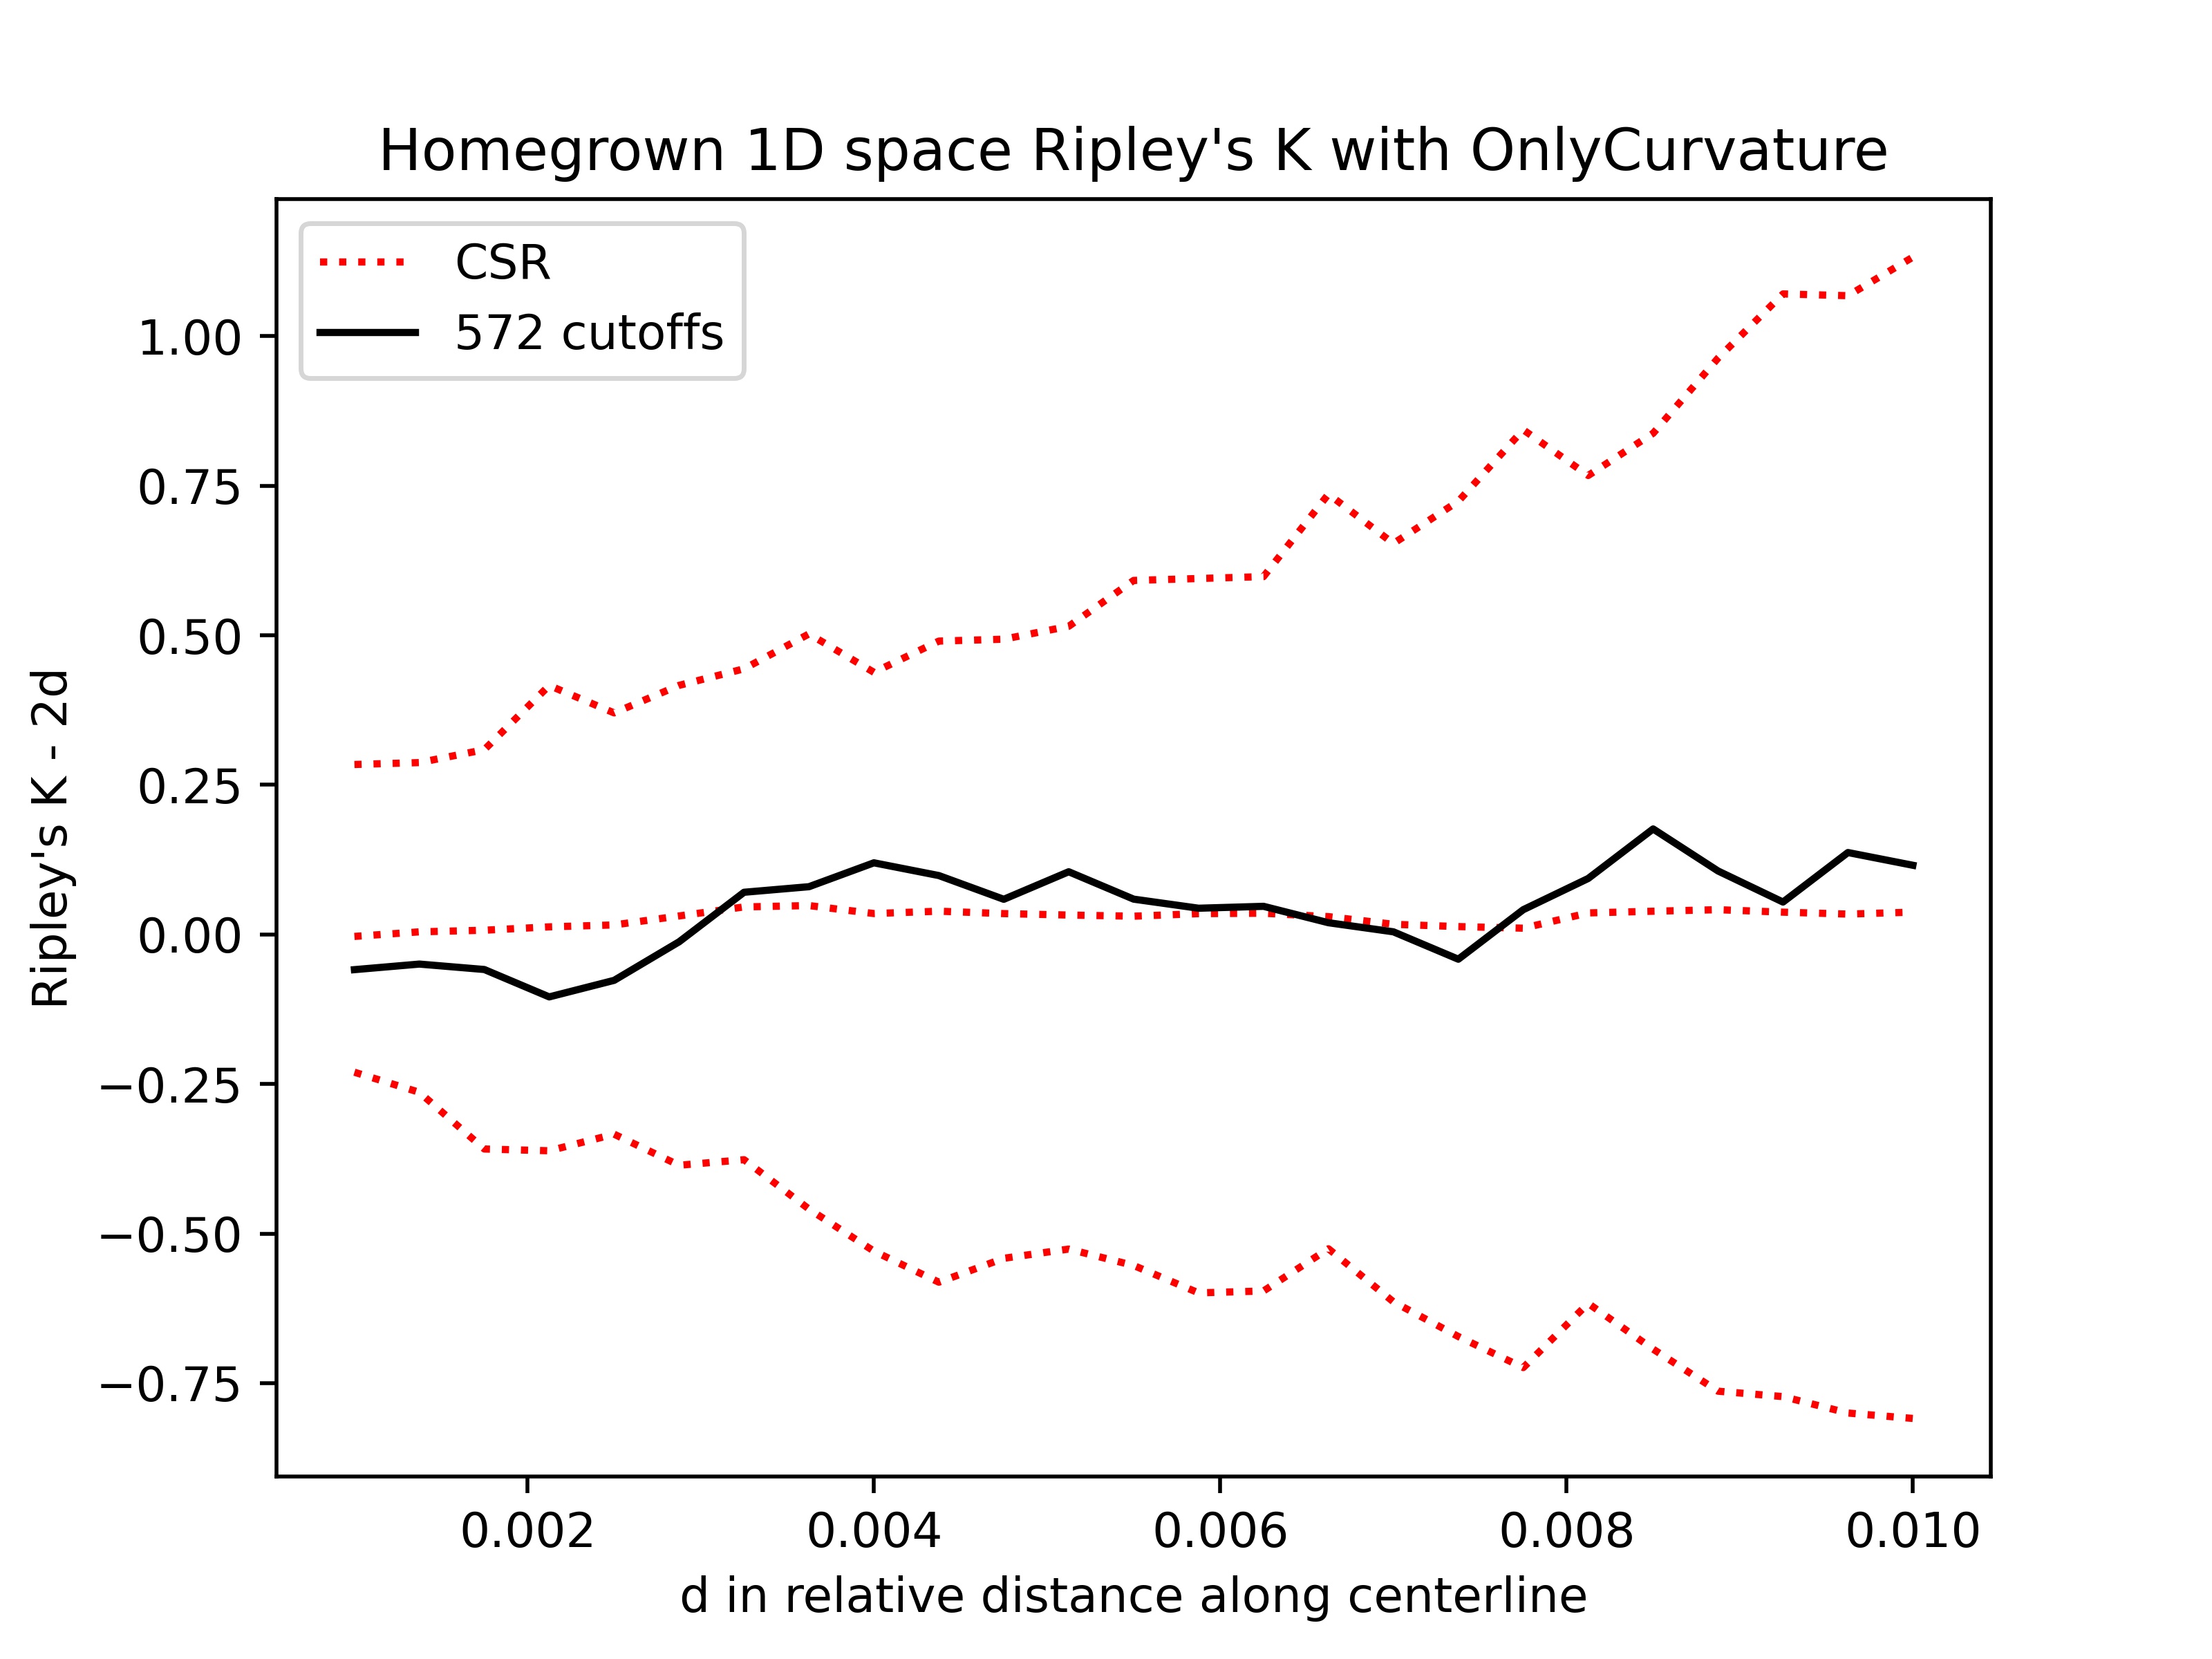 Homegrown 1D space Ripley's K with OnlyCurvature
CSR
572 cutoffs
Ripley's K - 2d
1.00
0.75
0.50
0.25
0.00
−0.25
−0.50
−0.75
0.002
0.004
0.006
0.008
0.010
d in relative distance along centerline